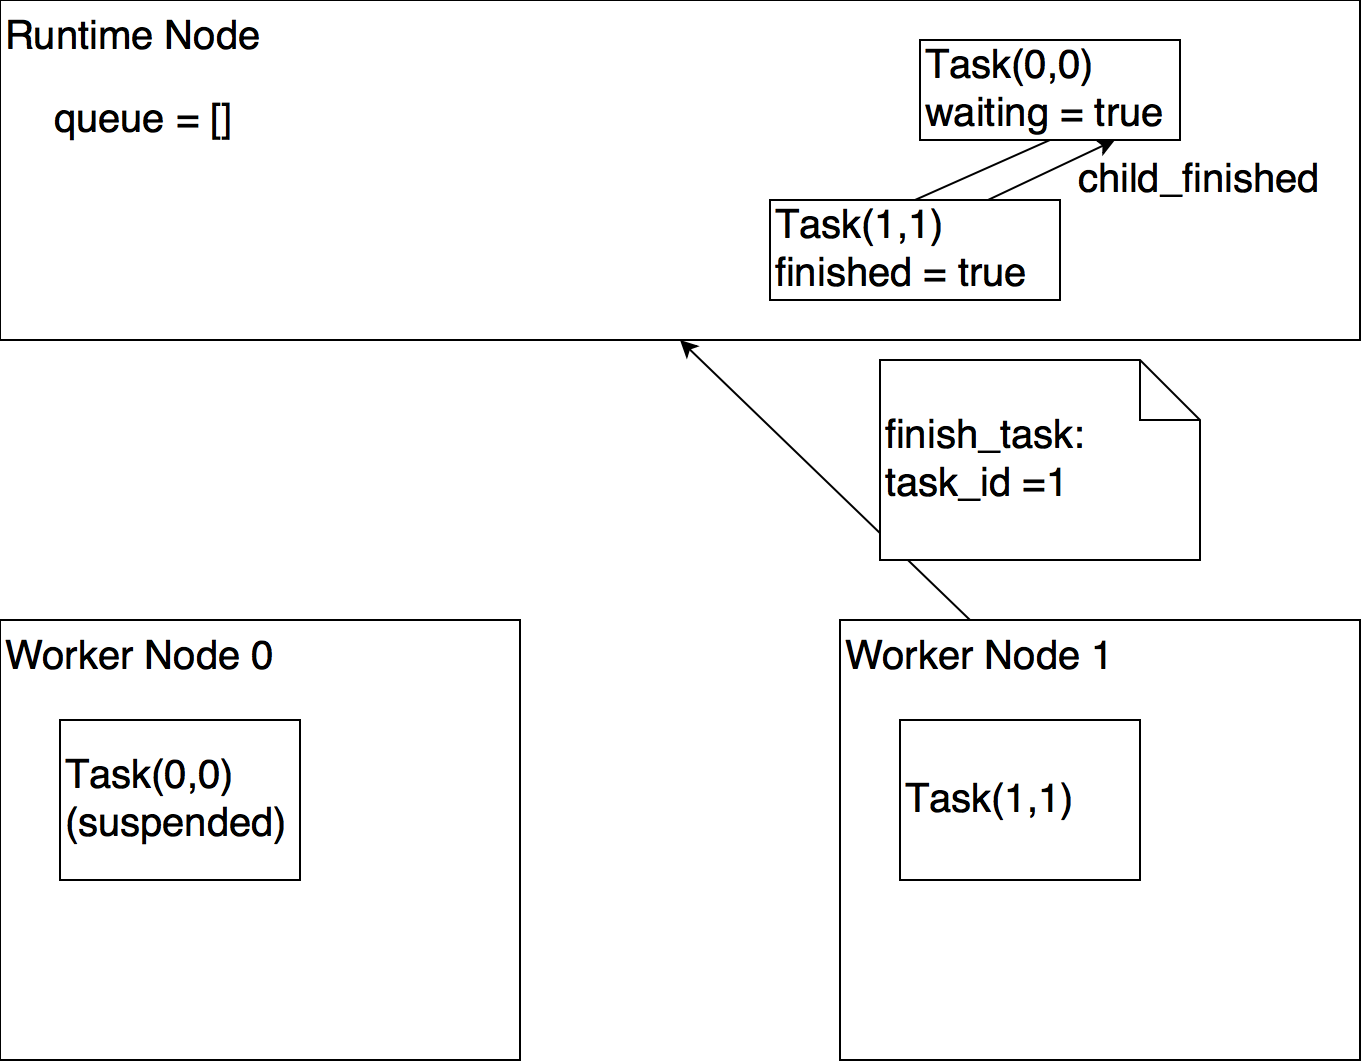 Runtime Node
queue = []
Task(0,0)
waiting = true
child_finished
Task(1,1)
finished = true
finish_task:
task_id =1
Worker Node 0
Task(0,0)
(suspended)
Worker Node 1
Task(1,1)